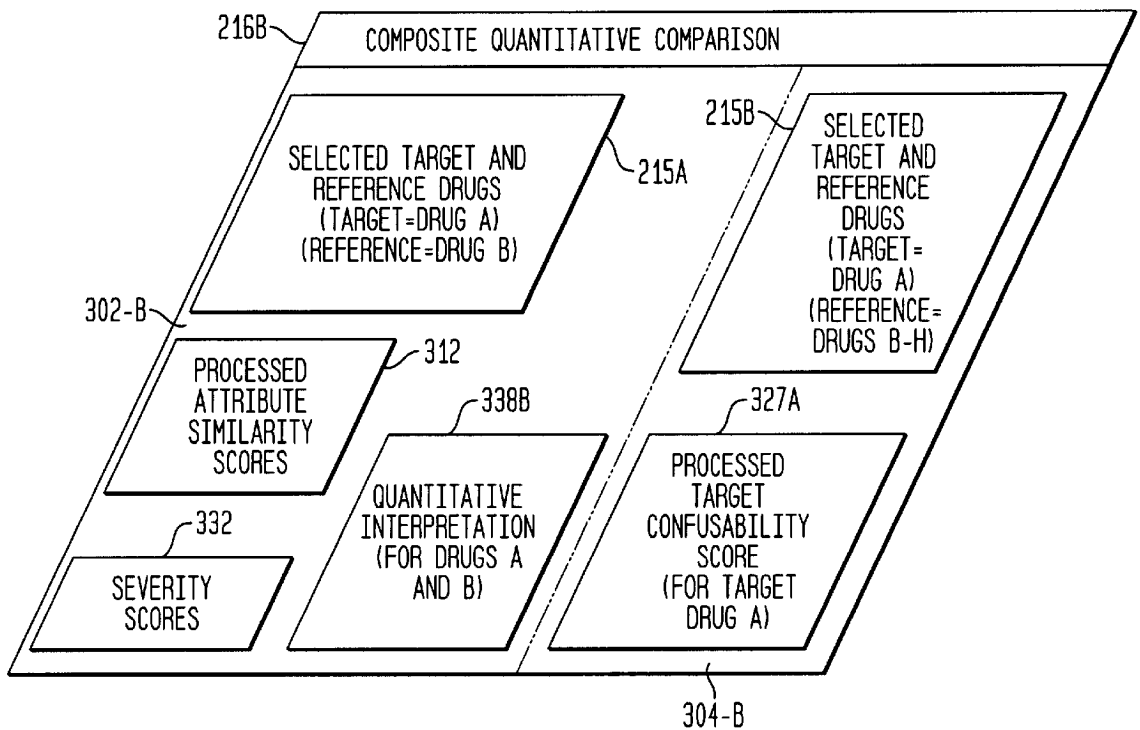 216B
COMPOSITE QUANTITATIVE COMPARISON
SELECTED TARGET AND
REFERENCE DRUGS
(TARGET=DRUG A)
(REFERENCE=DRUG B)
215A
215B
SELECTED
TARGET AND
REFERENCE
DRUGS
(TARGET=
DRUG A)
(REFERENCE=
DRUGS B-H)
302-B
PROCESSED
ATTRIBUTE
SIMILARITY
SCORES
312
338B
QUANTITATIVE
INTERPRETATION
(FOR DRUGS A
AND B)
327A
PROCESSED
TARGET
CONFUSABILITY
SCORE
(FOR TARGET
DRUG A)
332
SEVERITY
SCORES
304-B